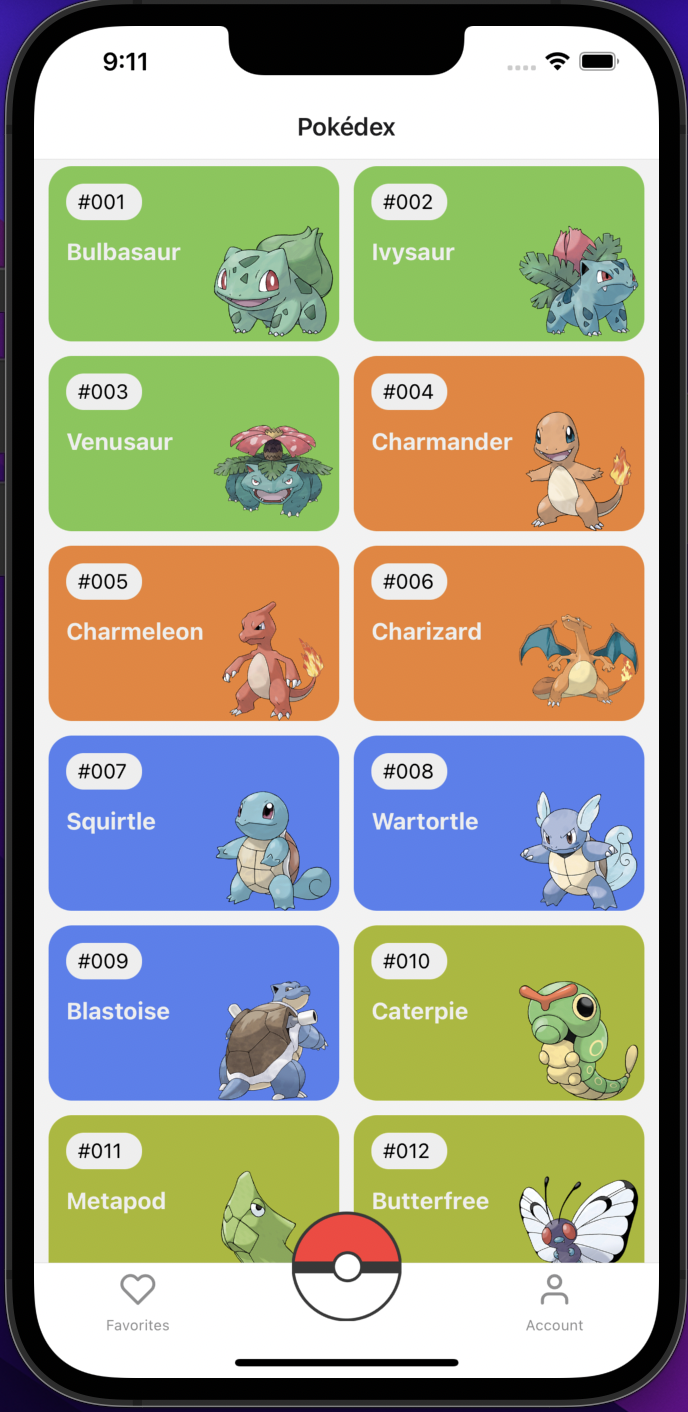 9:11
Pokédex
#001
Bulbasaur
#002
Ivysaur
#003
Venusaur
#004
Charmander
#005
Charmeleon
#006
Charizard
#007
Squirtle
#008
Wartortle
#009
Blastoise
#010
Caterpie
#011
Metapod
#012
Butterfree
Favorites
Account